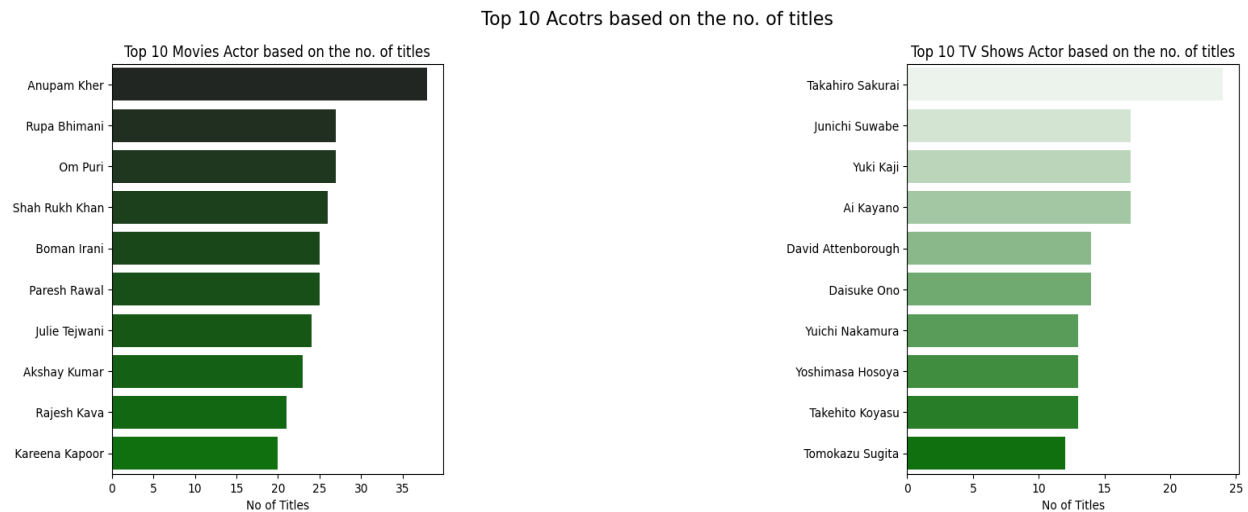 Top 10 Acotrs based on the no. of titles
Top 10 Movies Actor based on the no. of titles
Anupam Kher
Rupa Bhimani
Om Puri
Shah Rukh Khan
Boman Irani
Paresh Rawal
Julie Tejwani
Akshay Kumar
Rajesh Kava
Kareena Kapoor
0 5 10 15 20 25 30 35
No of Titles
Top 10 TV Shows Actor based on the no. of titles
Takahiro Sakurai
Junichi Suwabe
Yuki Kaji
Ai Kayano
David Attenborough
Daisuke Ono
Yuichi Nakamura
Yoshimasa Hosoya
Takehito Koyasu
Tomokazu Sugita
0 5 10 15 20 25
No of Titles